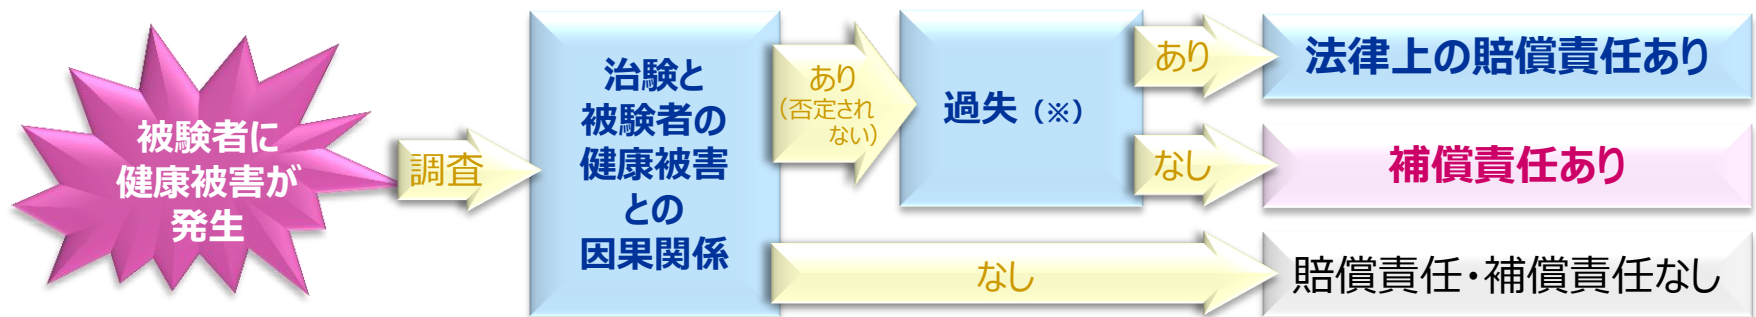 被験者に
健康被害が
発生
調査
治験と
被験者の
健康被害
との
因果関係
あり
（否定され
ない）
過失（※）
あり
法律上の賠償責任あり
なし
補償責任あり
なし
賠償責任・補償責任なし